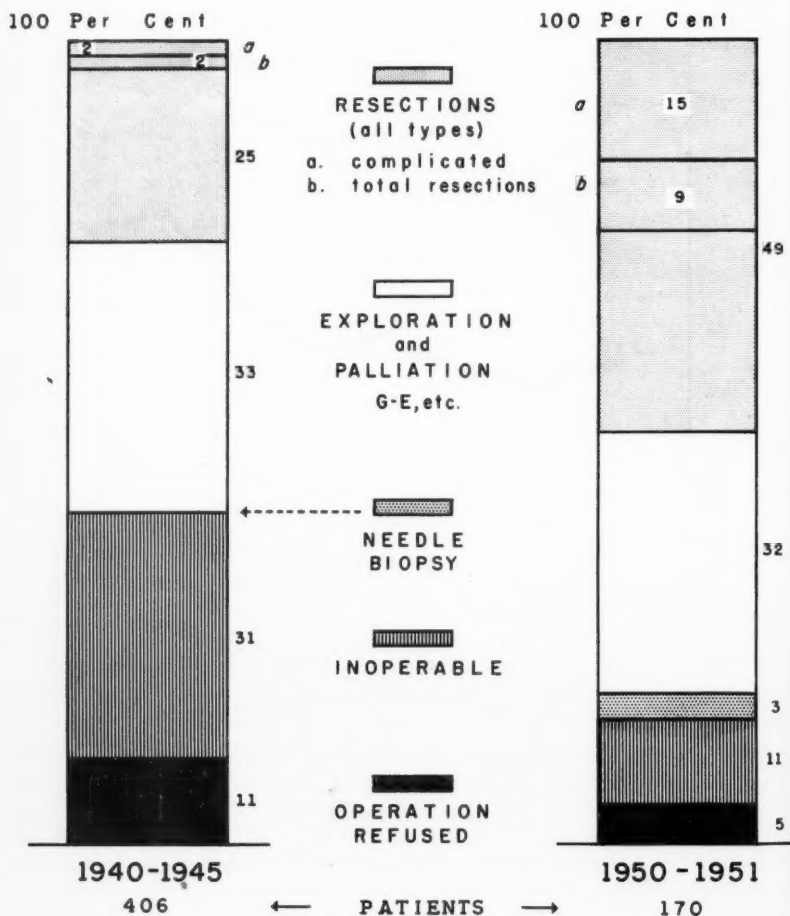 100 Per Cent
2
a
2
b
25
33
31
11
1940-1945
406
RESECTIONS
(all types)
a. complicated
b. total resections
EXPLORATION
and
PALLIATION
G-E, etc.
NEEDLE
BIOPSY
INOPERABLE
OPERATION
REFUSED
← PATIENTS →
100 Per Cent
a
15
b
9
49
32
3
11
5
1950-1951
170